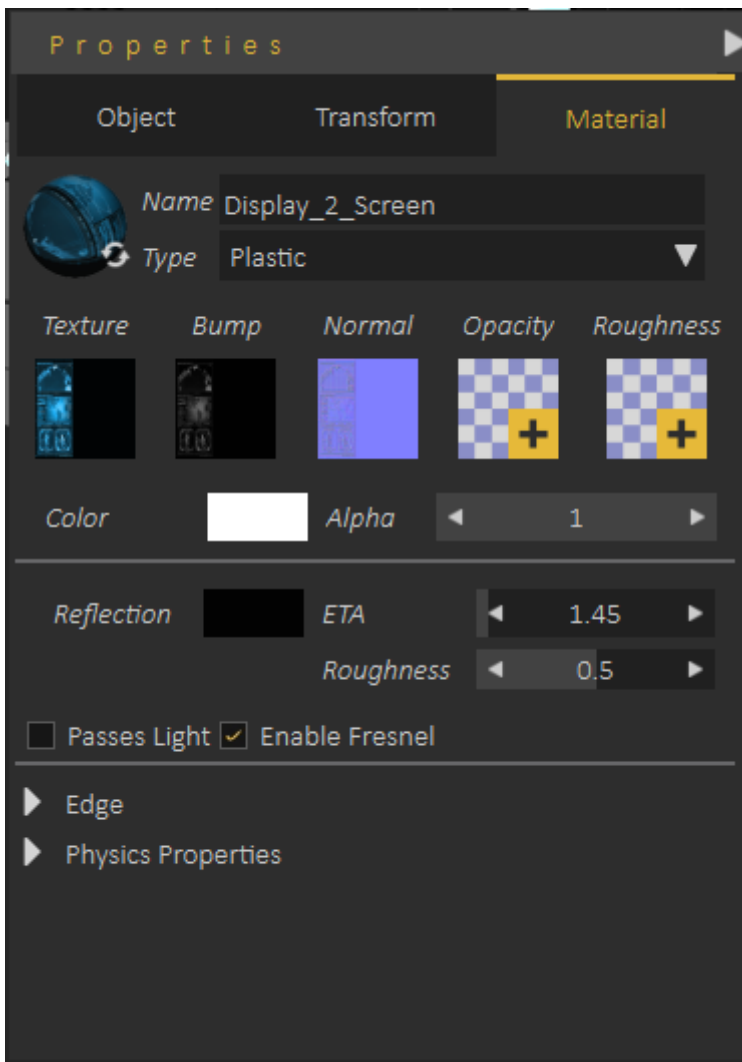 Properties
Object Transform Material
Name Display_2_Screen
Type Plastic
Texture Bump Normal Opacity Roughness
Color Alpha 1
Reflection ETA 1.45
Roughness 0.5
Passes Light Enable Fresnel
Edge
Physics Properties